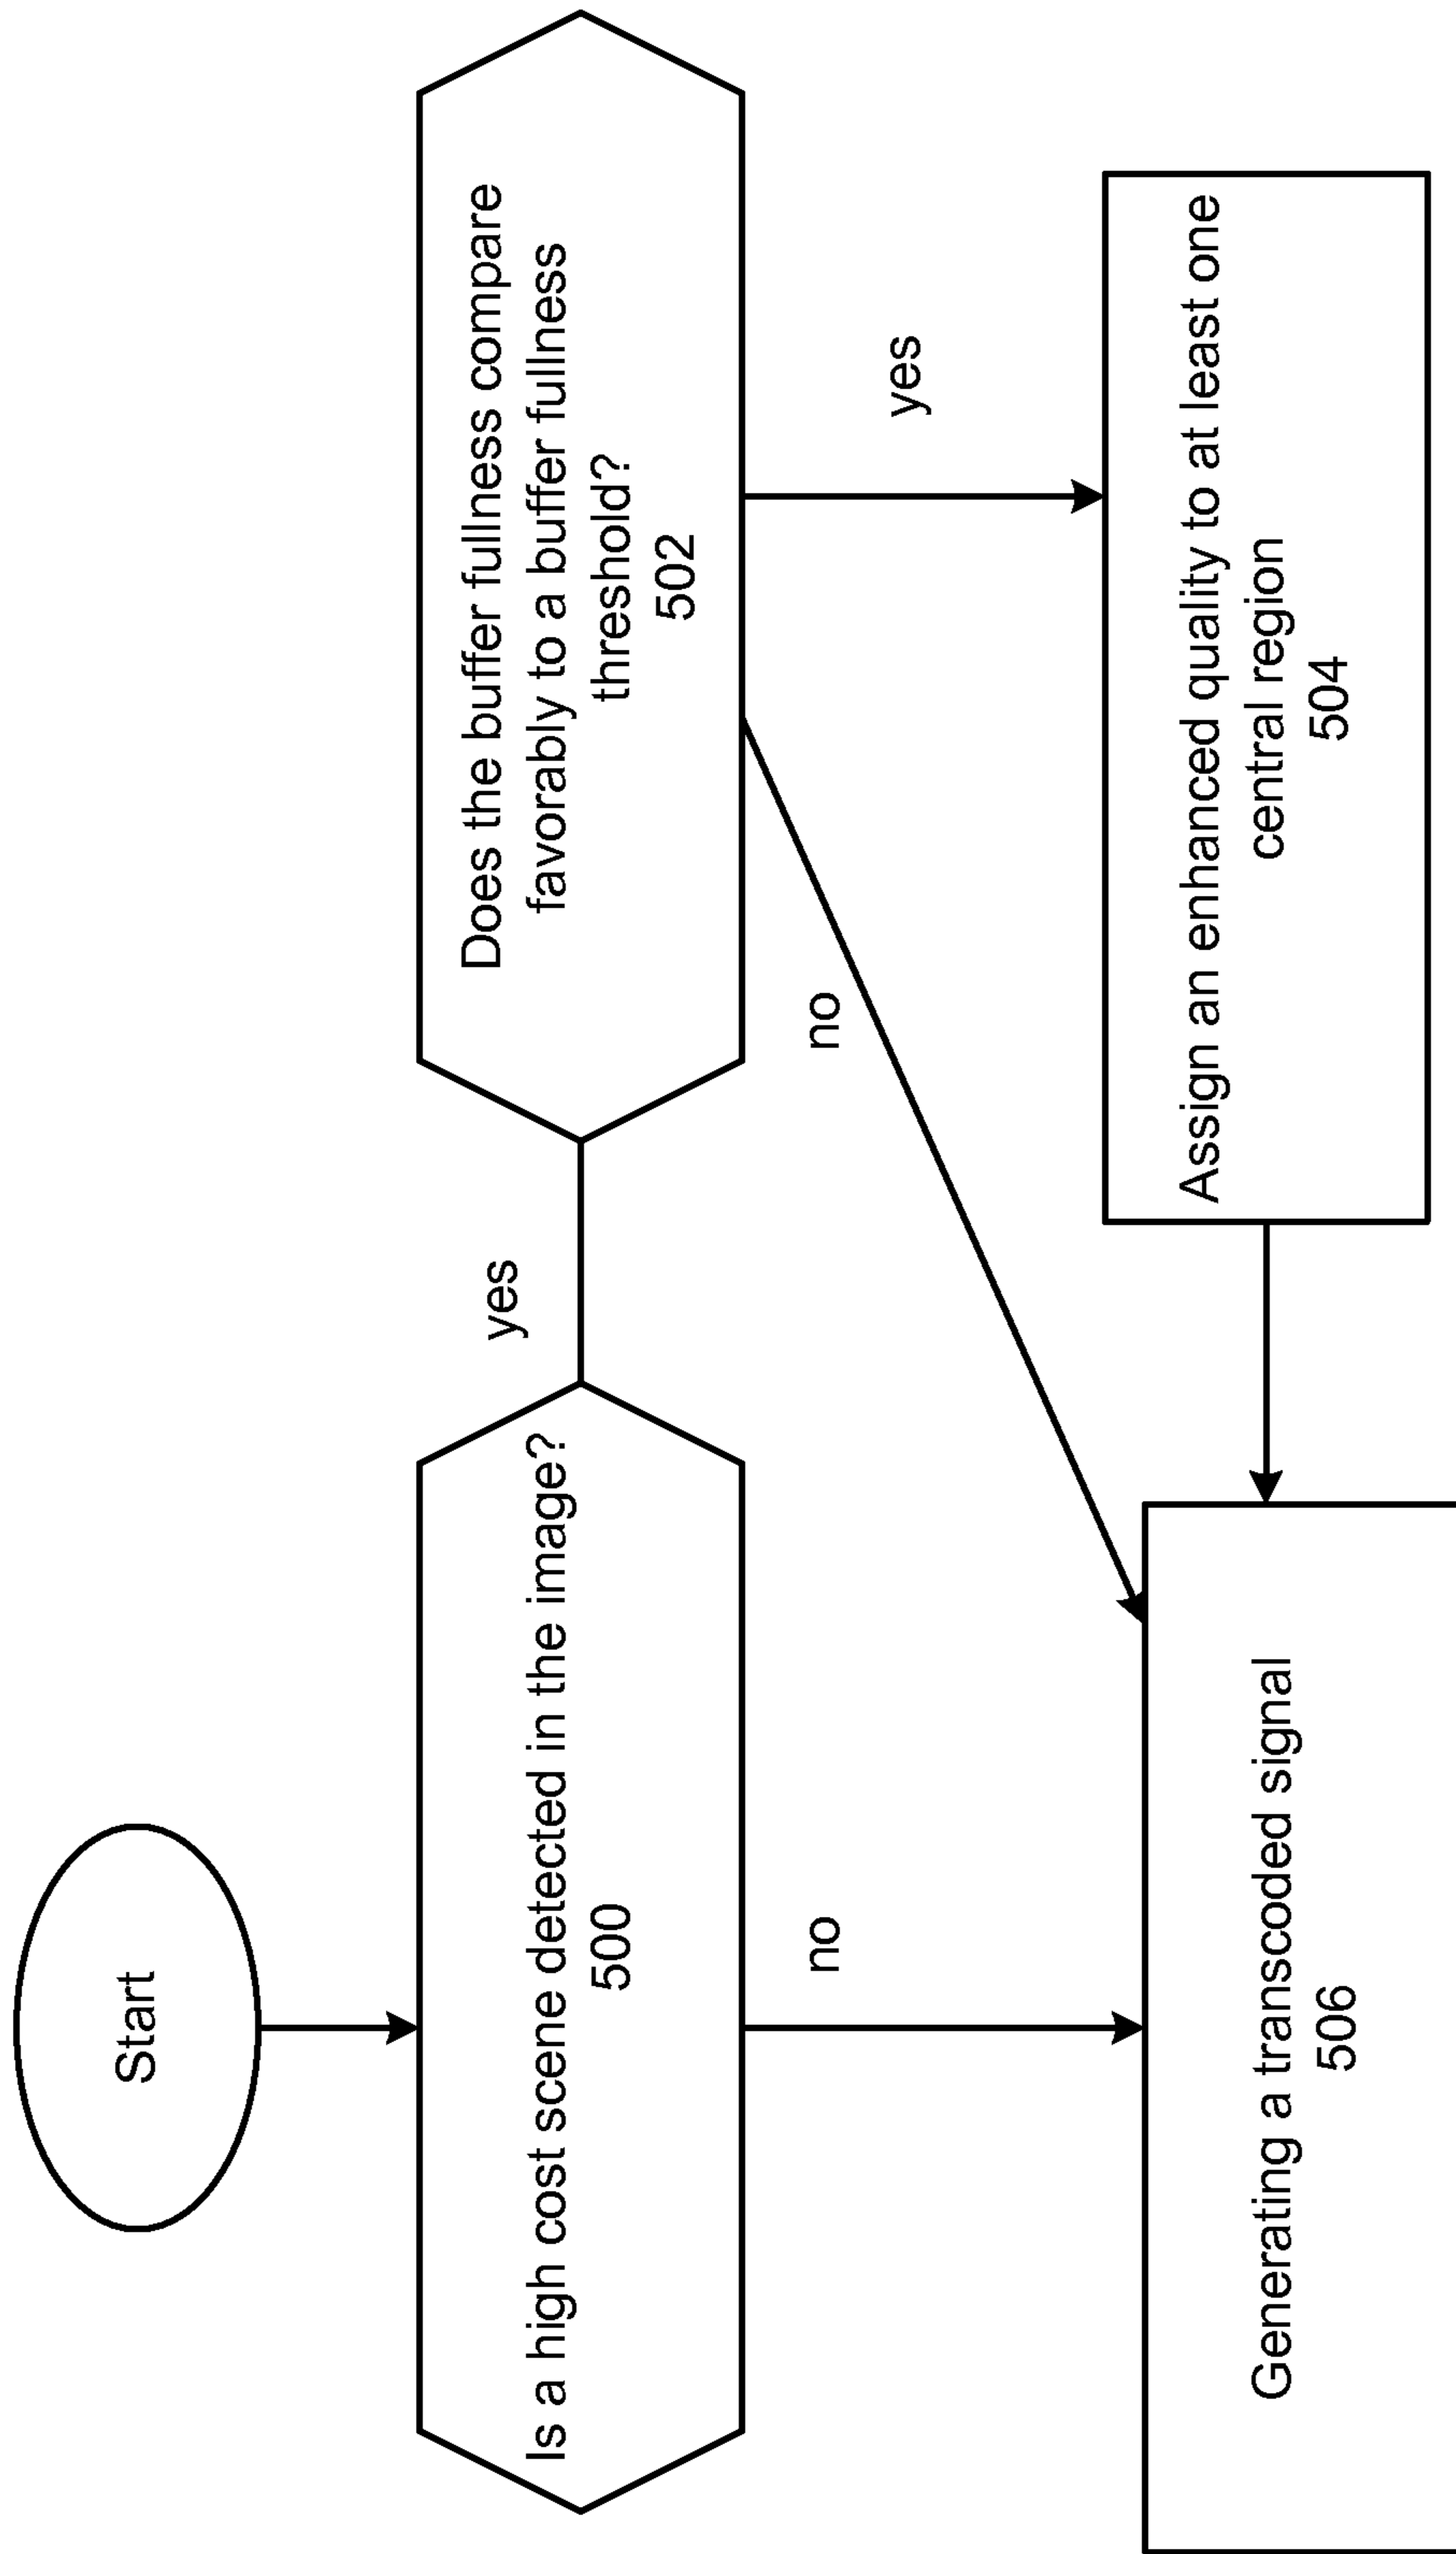 Start
Is a high cost scene detected in the image?
500
yes
Does the buffer fullness compare
favorably to a buffer fullness
threshold?
502
no
no
yes
Generating a transcoded signal
506
Assign an enhanced quality to at least one
central region
504